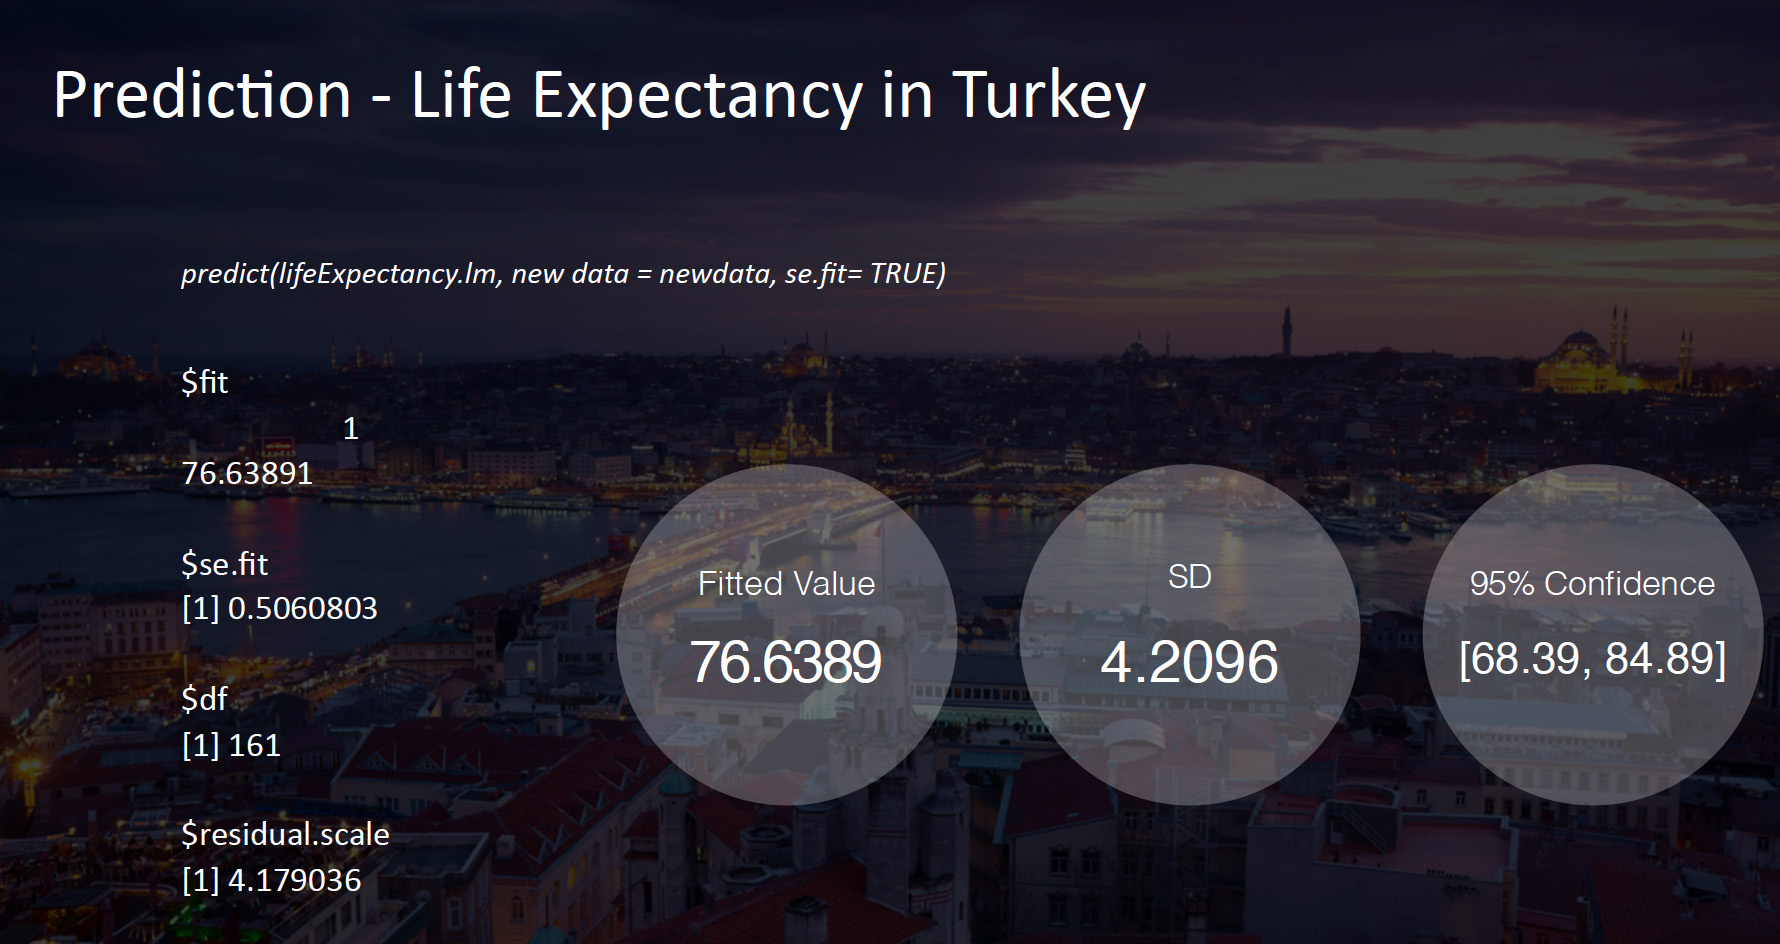 Prediction - Life Expectancy in Turkey
predict(lifeExpectancy.lm, new data = newdata, se.fit= TRUE)
$fit
1
76.63891
$se.fit
[1] 0.5060803
$df
[1] 161
$residual.scale
[1] 4.179036
Fitted Value
76.6389
SD
4.2096
95% Confidence
[68.39, 84.89]